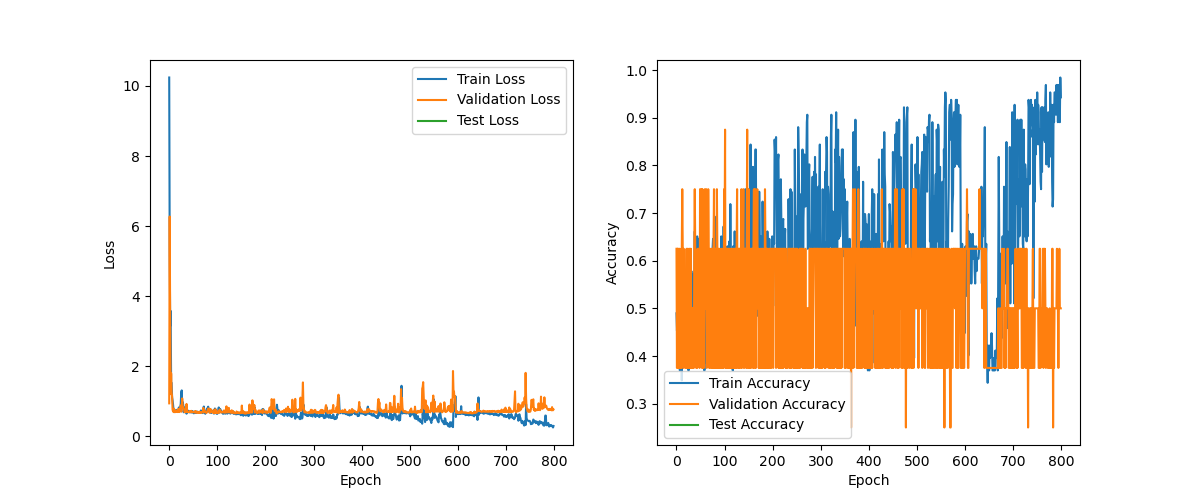 Train Loss
Validation Loss
Test Loss
10
8
6
4
2
0
Loss
0 100 200 300 400 500 600 700 800
Epoch
1.0
0.9
0.8
0.7
0.6
0.5
0.4
0.3
Accuracy
Train Accuracy
Validation Accuracy
Test Accuracy
0 100 200 300 400 500 600 700 800
Epoch